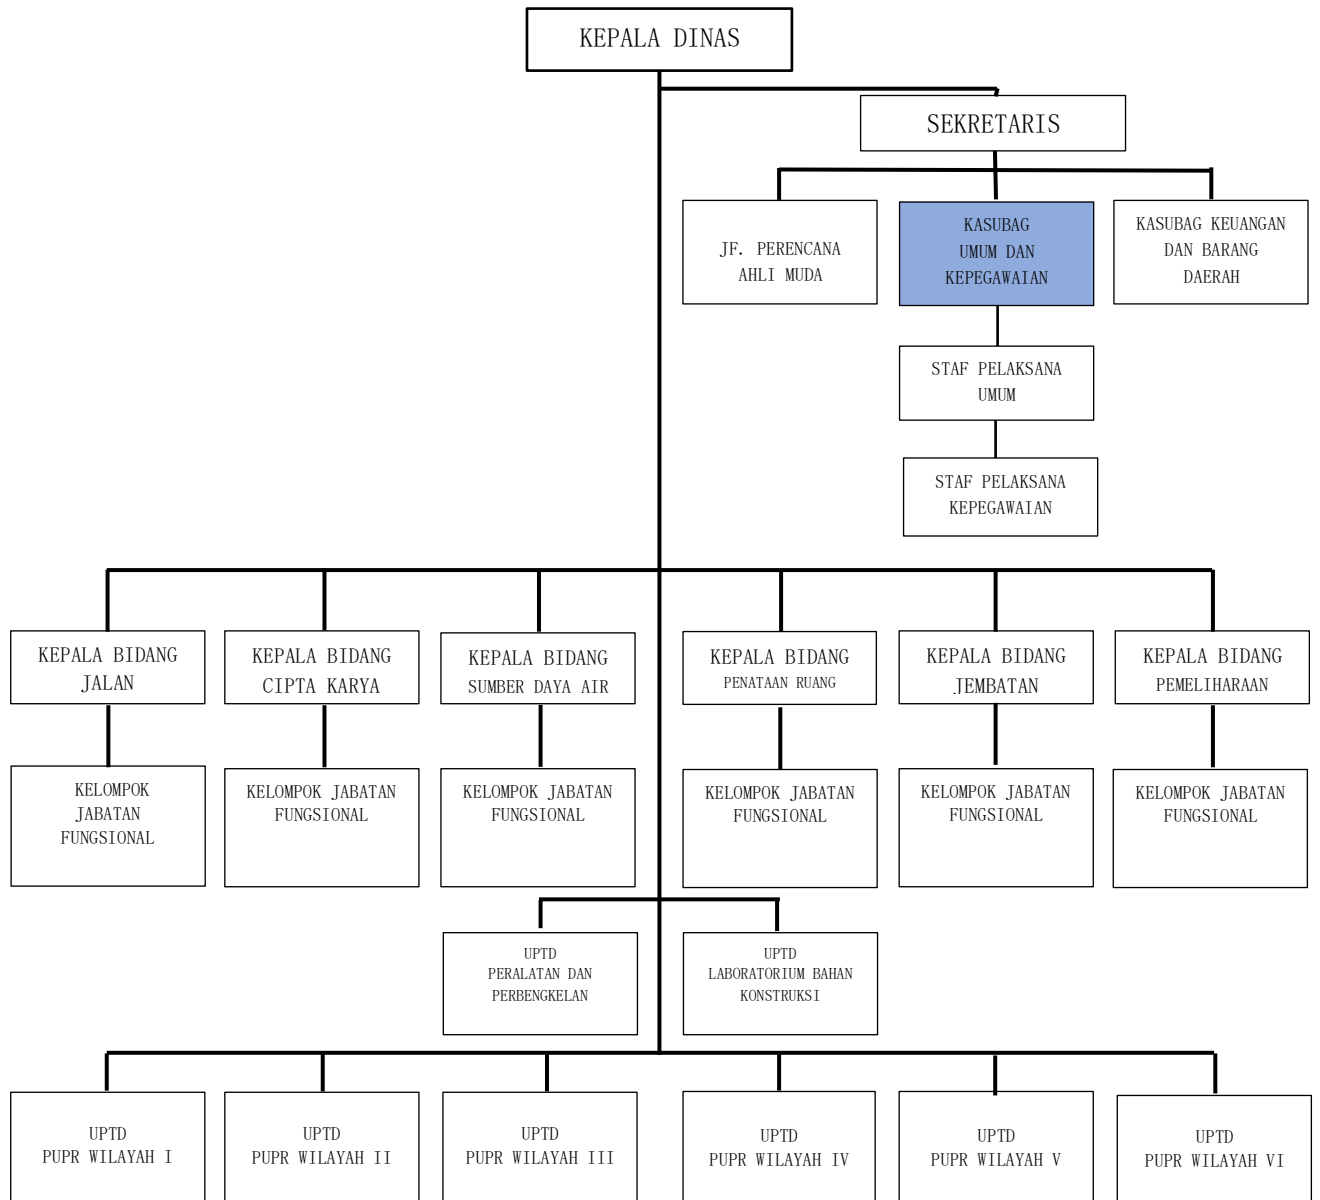 KEPALA DINAS
SEKRETARIS
JF. PERENCANA
AHLI MUDA
KASUBAG
UMUM DAN
KEPEGAWAIAN
KASUBAG KEUANGAN
DAN BARANG
DAERAH
STAF PELAKSANA
UMUM
STAF PELAKSANA
KEPEGAWAIAN
KEPALA BIDANG
JALAN
KEPALA BIDANG
CIPTA KARYA
KEPALA BIDANG
SUMBER DAYA AIR
KEPALA BIDANG
PENATAAN RUANG
KEPALA BIDANG
JEMBATAN
KEPALA BIDANG
PEMELIHARAAN
KELOMPOK
JABATAN
FUNGSIONAL
KELOMPOK JABATAN
FUNGSIONAL
KELOMPOK JABATAN
FUNGSIONAL
KELOMPOK JABATAN
FUNGSIONAL
KELOMPOK JABATAN
FUNGSIONAL
KELOMPOK JABATAN
FUNGSIONAL
UPTD
PERALATAN DAN
PERBENGKELAN
UPTD
LABORATORIUM BAHAN
KONSTRUKSI
UPTD
PUPR WILAYAH I
UPTD
PUPR WILAYAH II
UPTD
PUPR WILAYAH III
UPTD
PUPR WILAYAH IV
UPTD
PUPR WILAYAH V
UPTD
PUPR WILAYAH VI